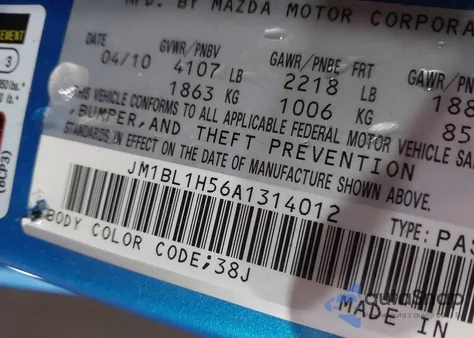 MFD. BY MAZDA MOTOR CORPORA
DATE GVWR/PNBV GAWR/PNBE FRT GAWR/PN
04/10 4107 LB 2218 LB 188
1863 KG 1006 KG 85
THIS VEHICLE CONFORMS TO ALL APPLICABLE FEDERAL MOTOR VEHICLE SA
BUMPER, AND THEFT PREVENTION
STANDARDS IN EFFECT ON THE DATE OF MANUFACTURE SHOWN ABOVE.
JM1BL1H56A1314012 TYPE: PAS
BODY COLOR CODE;38J
MADE IN
EMENT
3
(8CP3)